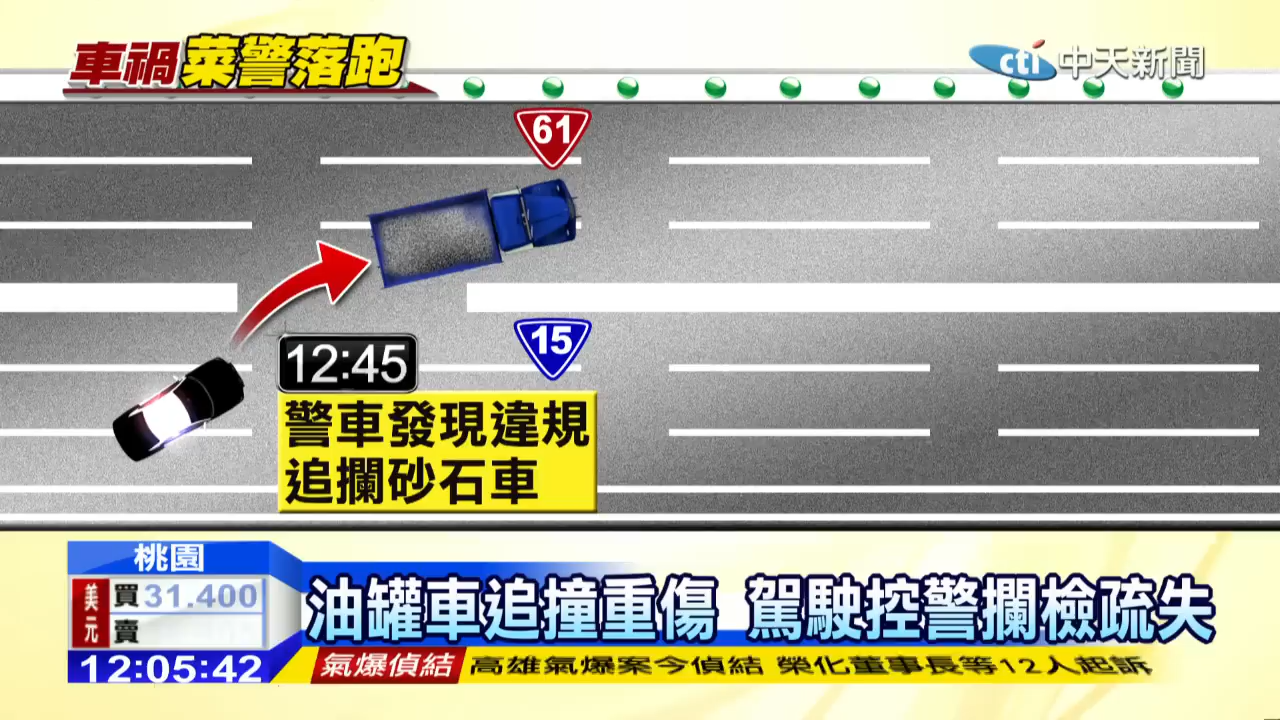 車禍 菜警落跑
cti 中天新聞
61
15
12:45
警車發現違規
追攔砂石車
桃園
美元
買 31.400
賣
12:05:42
油罐車追撞重傷 駕駛控警攔檢疏失
氣爆偵結 高雄氣爆案今偵結 榮化董事長等12人起訴